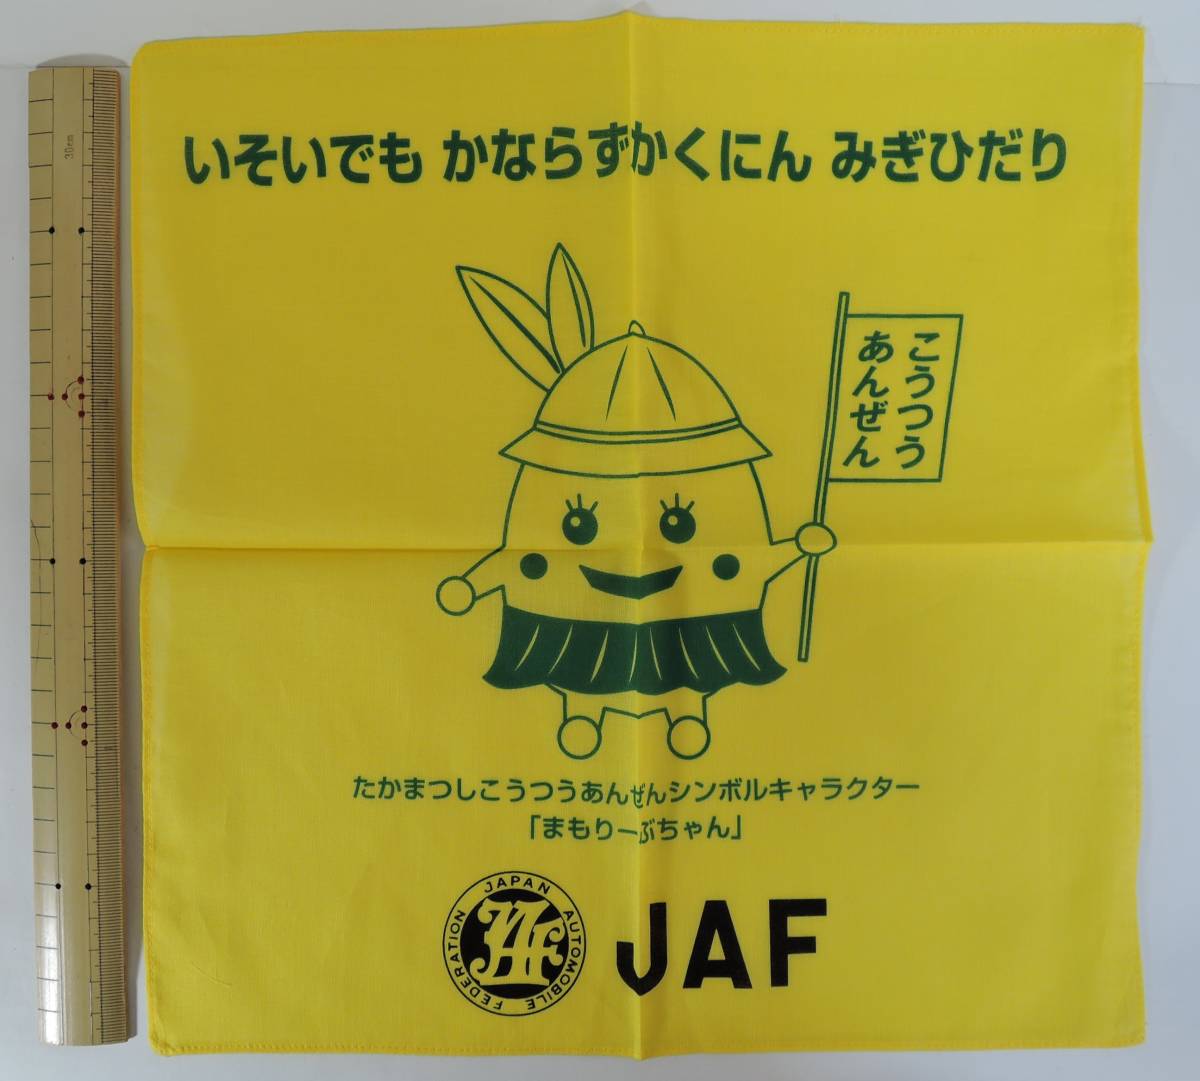 いそいでも かならずかくにん みぎひだり
こうつう
あんぜん
たかまつしこうつうあんぜんシンボルキャラクター
「まもりーぶちゃん」
JAPAN AUTOMOBILE FEDERATION
JAF
JAF
30cm